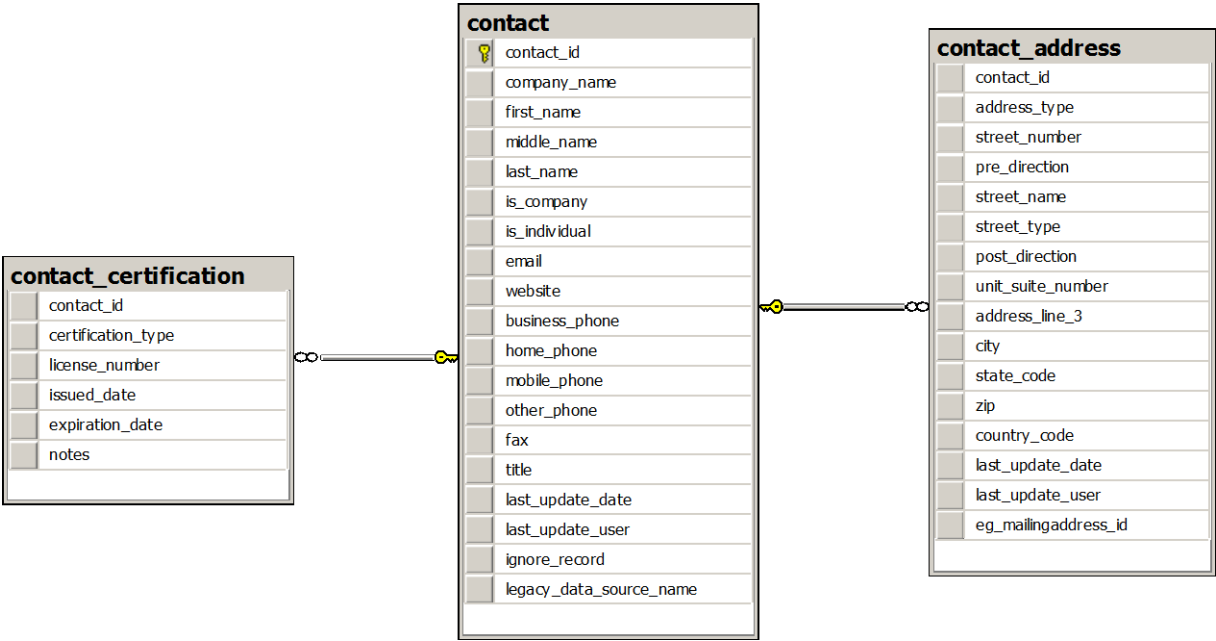 contact
contact_id
company_name
first_name
middle_name
last_name
is_company
is_individual
email
website
business_phone
home_phone
mobile_phone
other_phone
fax
title
last_update_date
last_update_user
ignore_record
legacy_data_source_name
contact_address
contact_id
address_type
street_number
pre_direction
street_name
street_type
post_direction
unit_suite_number
address_line_3
city
state_code
zip
country_code
last_update_date
last_update_user
eg_mailingaddress_id
contact_certification
contact_id
certification_type
license_number
issued_date
expiration_date
notes